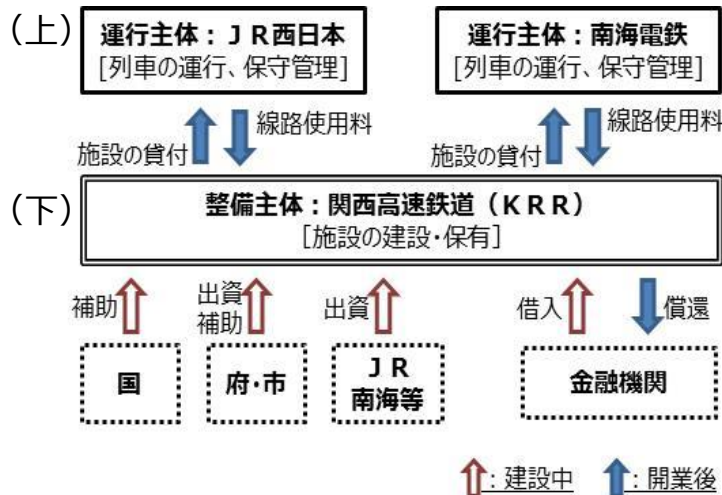 (上)
運行主体：ＪＲ西日本
[列車の運行、保守管理]
運行主体：南海電鉄
[列車の運行、保守管理]
施設の貸付
線路使用料
施設の貸付
線路使用料
(下)
整備主体：関西高速鉄道（ＫＲＲ）
[施設の建設・保有]
補助
出資
補助
出資
借入
償還
国
府・市
ＪＲ
南海等
金融機関
：建設中
：開業後